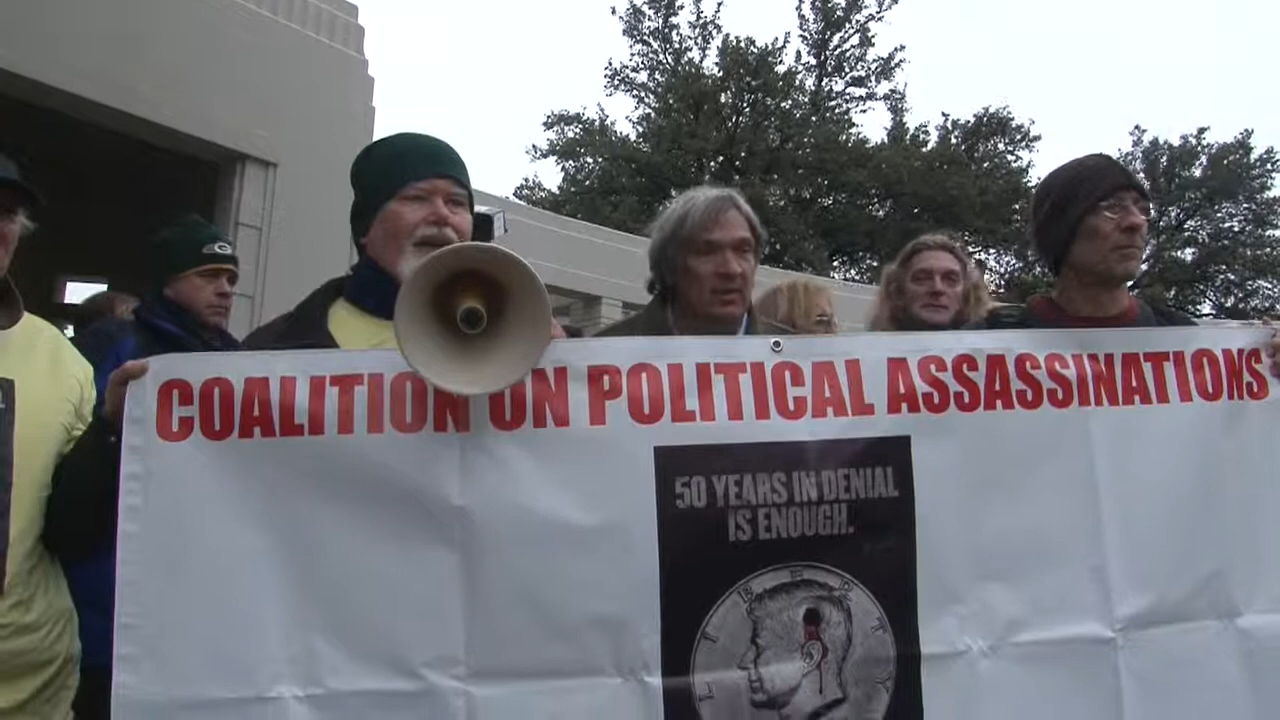 COALITION ON POLITICAL ASSASSINATIONS
50 YEARS IN DENIAL
IS ENOUGH.
LIBERTY
G